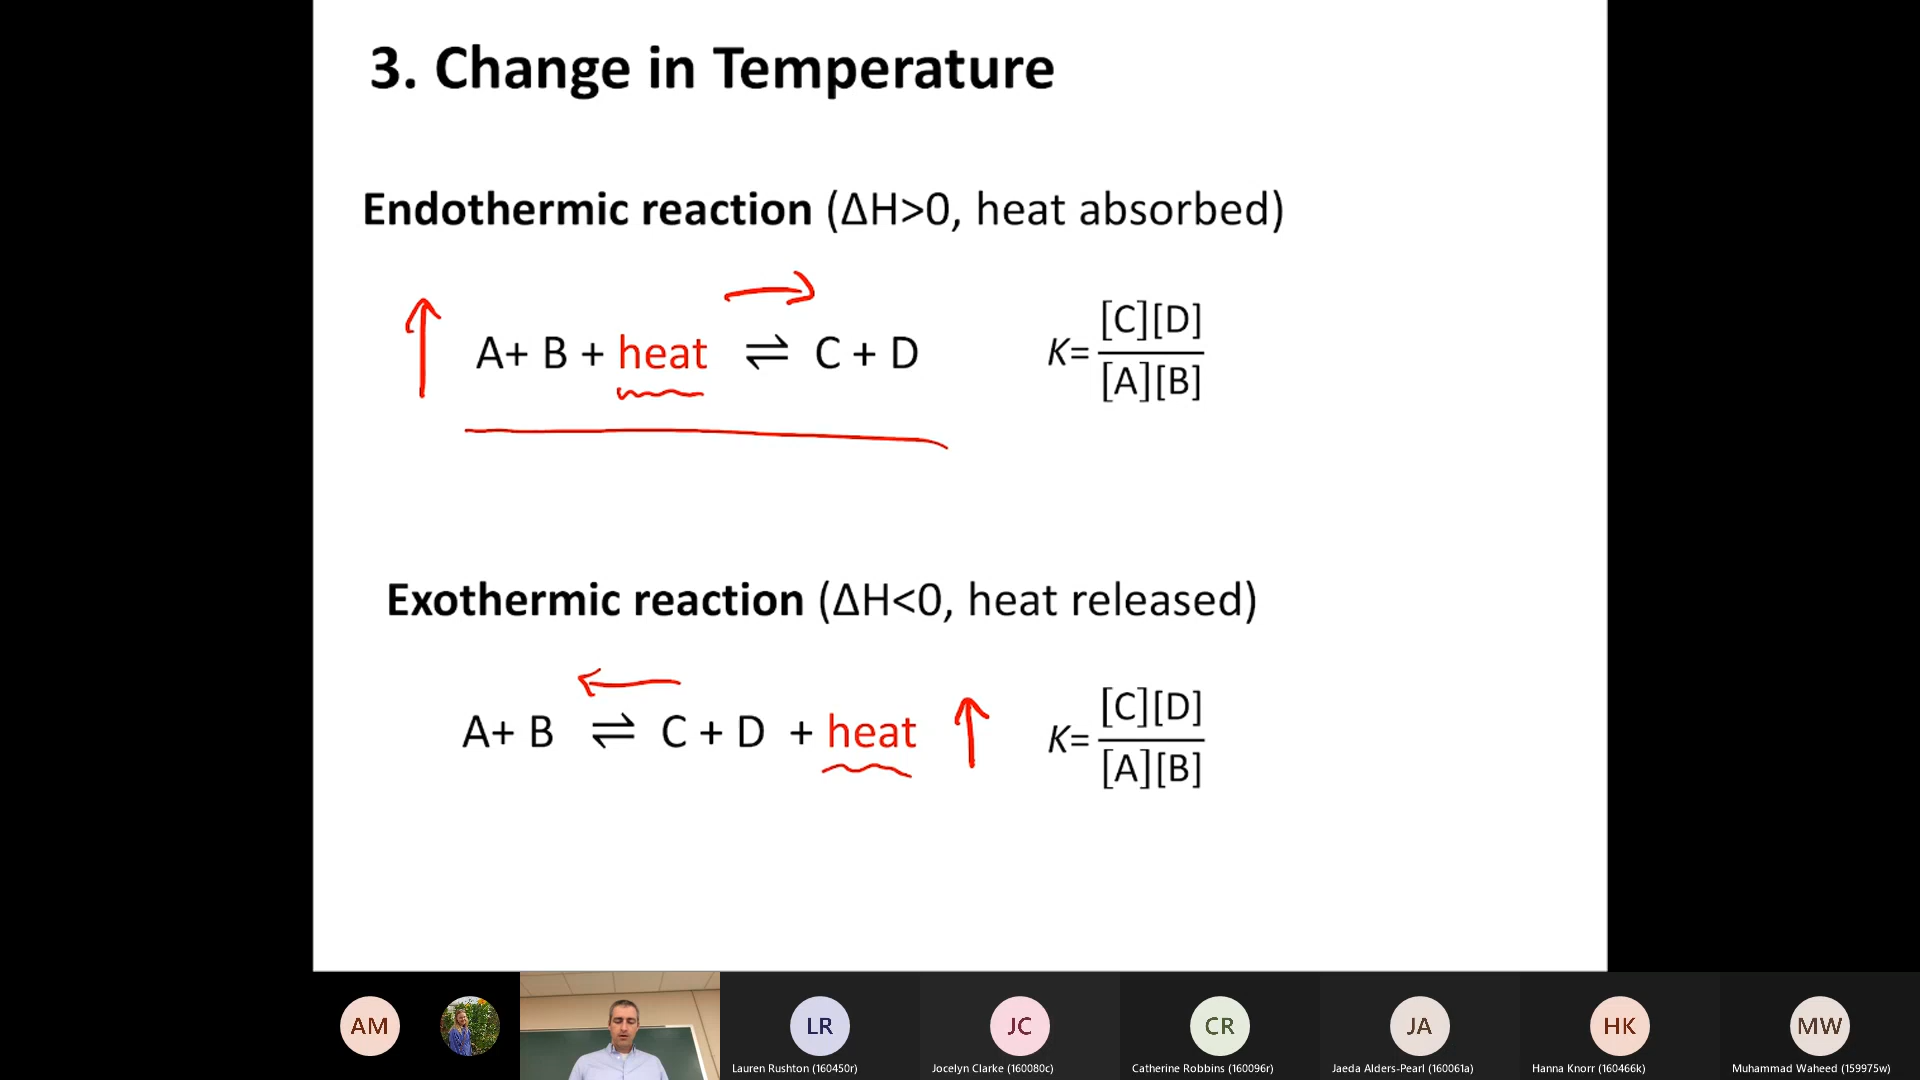 3. Change in Temperature
Endothermic reaction (ΔH>0, heat absorbed)
A+ B + heat ⇌ C + D
K= [C][D]
[A][B]
Exothermic reaction (ΔH<0, heat released)
A+ B ⇌ C + D + heat
K= [C][D]
[A][B]
AM
LR
JC
CR
JA
HK
MW
Lauren Rushton (160450r)
Jocelyn Clarke (160080c)
Catherine Robbins (160096r)
Jaeda Alders-Pearl (160061a)
Hanna Knorr (160466k)
Muhammad Waheed (159975w)